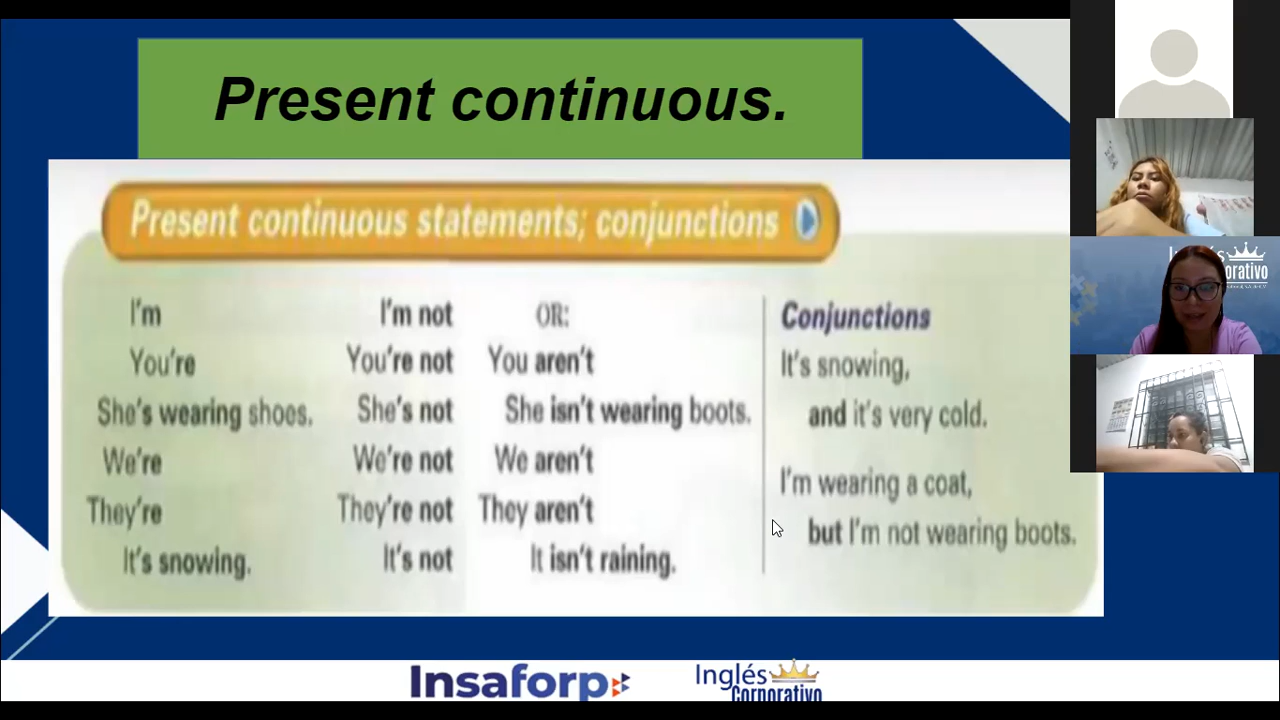 Present continuous.
Present continuous statements; conjunctions
I'm I'm not OR: Conjunctions
You're You're not You aren't It's snowing,
She's wearing shoes. She's not She isn't wearing boots. and it's very cold.
We're We're not We aren't I'm wearing a coat,
They're They're not They aren't but I'm not wearing boots.
It's snowing. It's not It isn't raining.
Insaforp
Inglés
Corporativo
Inglés
orativo